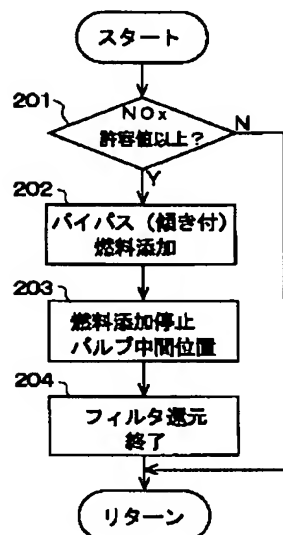 スタート
201
NOx
許容値以上?
N
Y
202
バイパス(傾き付)
燃料添加
203
燃料添加停止
バルブ中間位置
204
フィルタ還元
終了
リターン